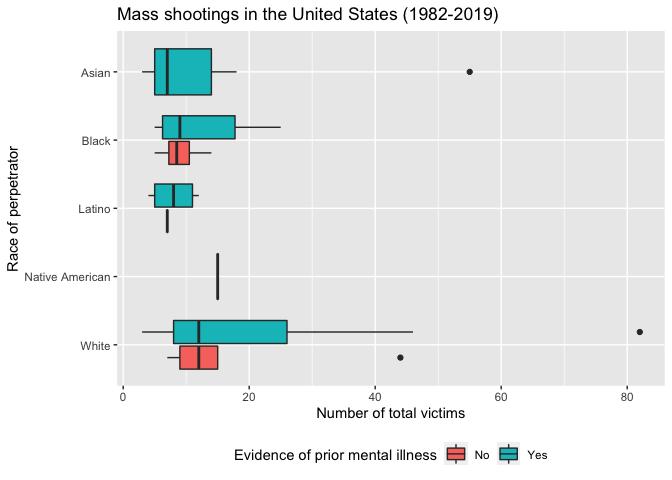 Mass shootings in the United States (1982-2019)
Race of perpetrator
Asian
Black
Latino
Native American
White
0 20 40 60 80
Number of total victims
Evidence of prior mental illness No Yes